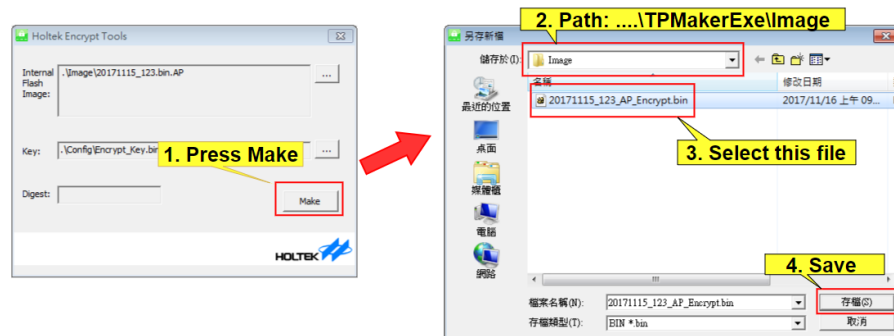 Holtek Encrypt Tools
Internal Flash Image:
.\Image\20171115_123.bin.AP
...
Key:
.\Config\Encrypt_Key.bin
...
1. Press Make
Digest:
Make
HOLTEK
2. Path: ....\TPMakerExe\Image
另存新檔
儲存於(I):
Image
名稱
修改日期
20171115_123_AP_Encrypt.bin
2017/11/16 上午 09...
最近的位置
桌面
媒體櫃
電腦
網路
3. Select this file
4. Save
檔案名稱(N):
20171115_123_AP_Encrypt.bin
存檔(S)
存檔類型(T):
BIN *.bin
取消